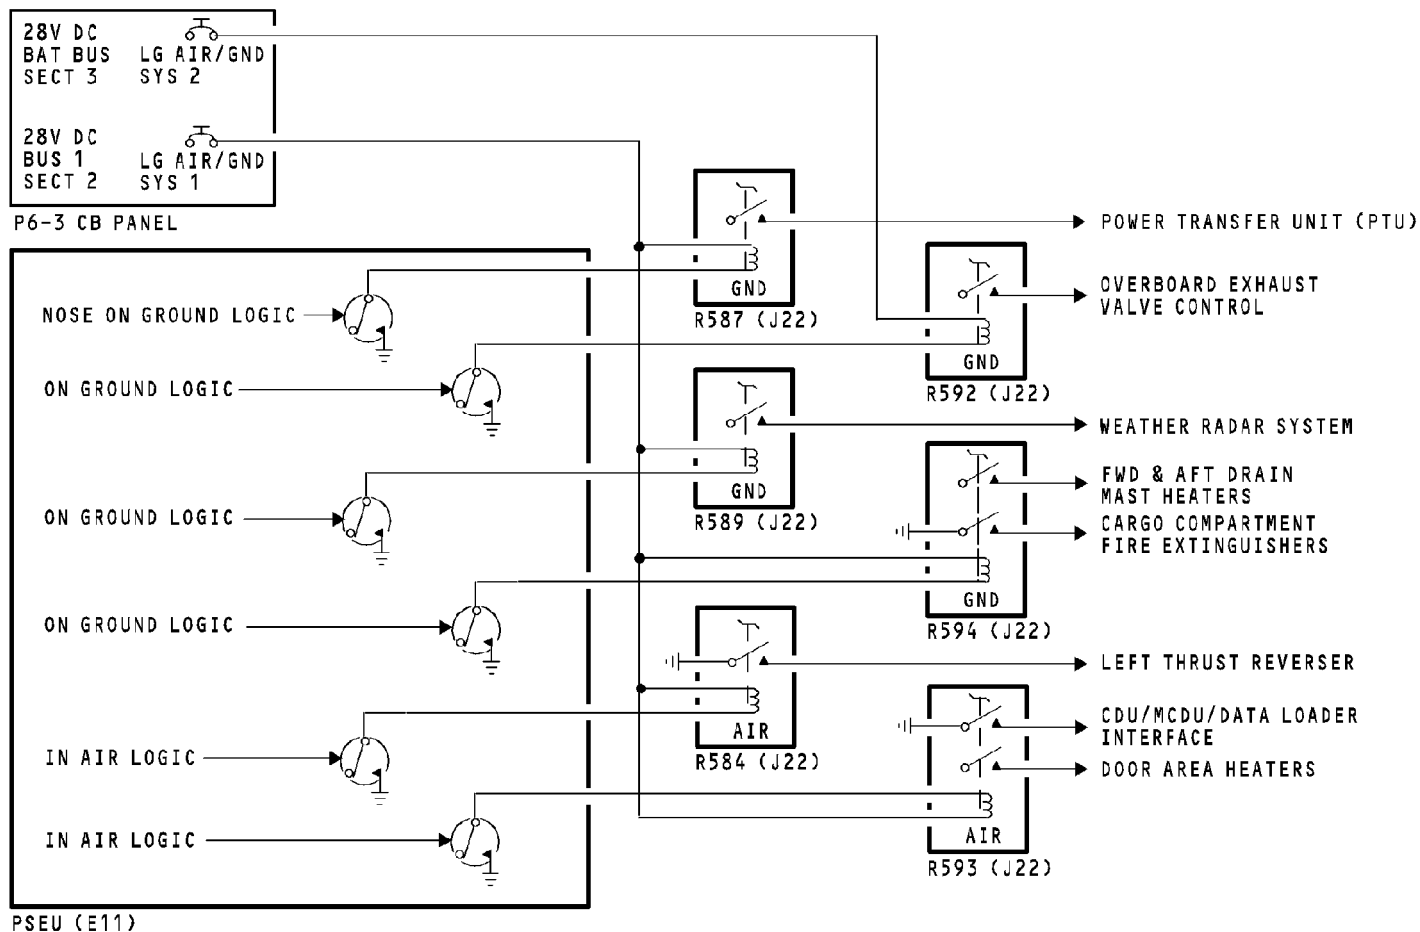 28V DC
BAT BUS LG AIR/GND
SECT 3 SYS 2
28V DC
BUS 1 LG AIR/GND
SECT 2 SYS 1
P6-3 CB PANEL
NOSE ON GROUND LOGIC
ON GROUND LOGIC
ON GROUND LOGIC
ON GROUND LOGIC
IN AIR LOGIC
IN AIR LOGIC
PSEU (E11)
GND
R587 (J22)
POWER TRANSFER UNIT (PTU)
GND
R592 (J22)
OVERBOARD EXHAUST
VALVE CONTROL
GND
R589 (J22)
WEATHER RADAR SYSTEM
GND
R594 (J22)
FWD & AFT DRAIN
MAST HEATERS
CARGO COMPARTMENT
FIRE EXTINGUISHERS
AIR
R584 (J22)
LEFT THRUST REVERSER
AIR
R593 (J22)
CDU/MCDU/DATA LOADER
INTERFACE
DOOR AREA HEATERS